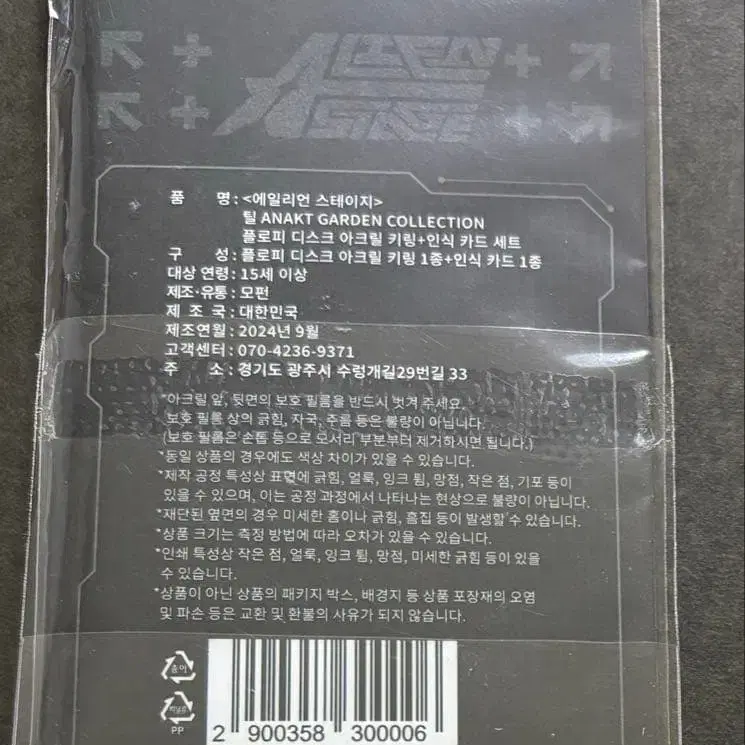 ALIEN STAGE
품 명 : <에일리언 스테이지>
틸 ANAKT GARDEN COLLECTION
플로피 디스크 아크릴 키링+인식 카드 세트
구 성 : 플로피 디스크 아크릴 키링 1종+인식 카드 1종
대상 연령 : 15세 이상
제조·유통 : 모펀
제 조 국 : 대한민국
제조연월 : 2024년 9월
고객센터 : 070-4236-9371
주 소 : 경기도 광주시 수렁개길29번길 33
*아크릴 앞, 뒷면의 보호 필름을 반드시 벗겨 주세요.
보호 필름 상의 긁힘, 자국, 주름 등은 불량이 아닙니다.
(보호 필름은 손톱 등으로 모서리 부분부터 제거하시면 됩니다.)
*동일 상품의 경우에도 색상 차이가 있을 수 있습니다.
*제작 공정 특성상 표면에 긁힘, 얼룩, 잉크 튐, 망점, 작은 점, 기포 등이
있을 수 있으며, 이는 공정 과정에서 나타나는 현상으로 불량이 아닙니다.
*재단된 옆면의 경우 미세한 홈이나 긁힘, 흠집 등이 발생할 수 있습니다.
*상품 크기는 측정 방법에 따라 오차가 있을 수 있습니다.
*인쇄 특성상 작은 점, 얼룩, 잉크 튐, 망점, 미세한 긁힘 등이 있을
수 있습니다.
*상품이 아닌 상품의 패키지 박스, 배경지 등 상품 포장재의 오염
및 파손 등은 교환 및 환불의 사유가 되지 않습니다.
종이
비닐류
PP
2 900358 300006